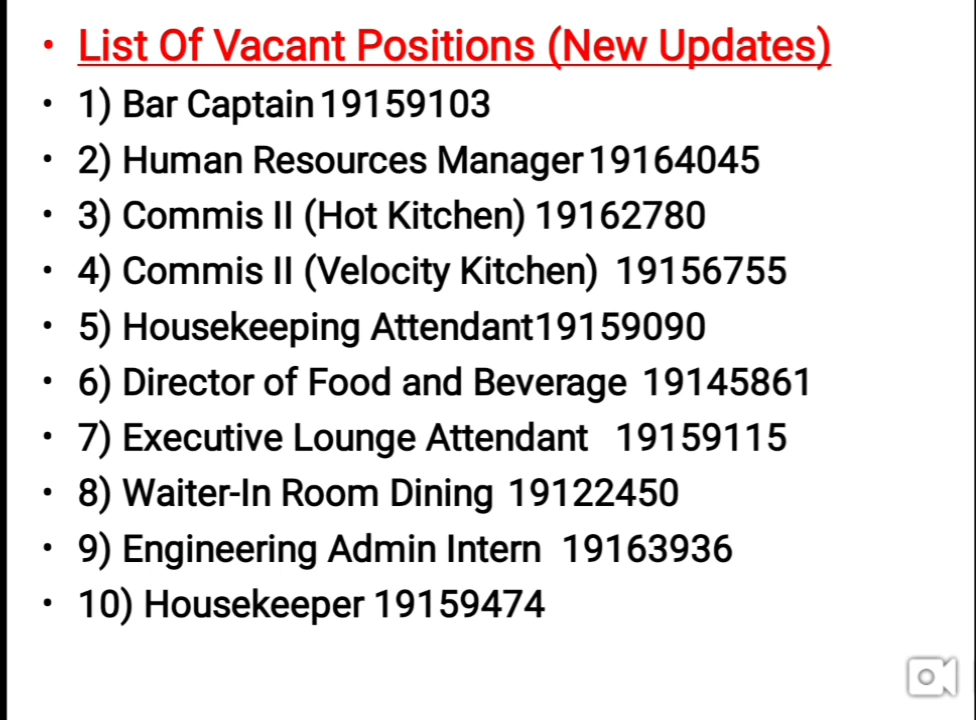 • List Of Vacant Positions (New Updates)
• 1) Bar Captain 19159103
• 2) Human Resources Manager 19164045
• 3) Commis II (Hot Kitchen) 19162780
• 4) Commis II (Velocity Kitchen) 19156755
• 5) Housekeeping Attendant19159090
• 6) Director of Food and Beverage 19145861
• 7) Executive Lounge Attendant 19159115
• 8) Waiter-In Room Dining 19122450
• 9) Engineering Admin Intern 19163936
• 10) Housekeeper 19159474